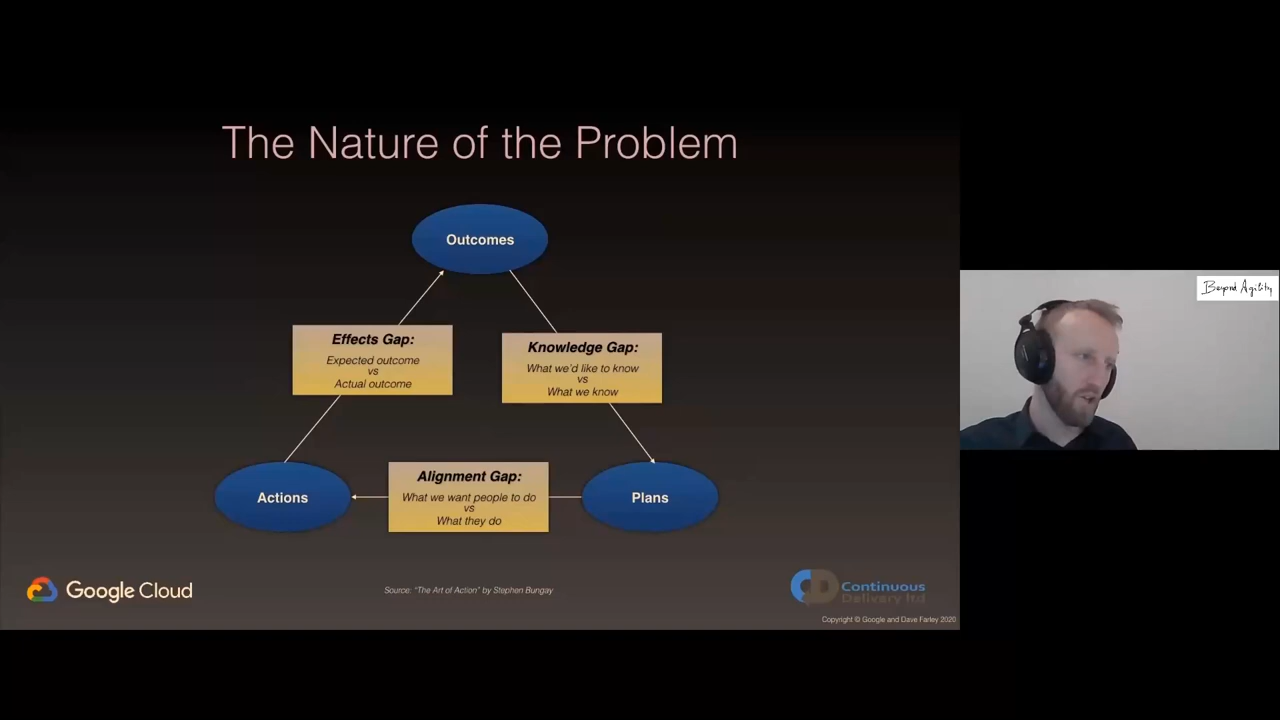 The Nature of the Problem
Outcomes
Effects Gap:
Expected outcome
vs
Actual outcome
Knowledge Gap:
What we'd like to know
vs
What we know
Actions
Alignment Gap:
What we want people to do
vs
What they do
Plans
Google Cloud
Source: "The Art of Action" by Stephen Bungay
CD
Continuous
Delivery ltd
Copyright © Google and Dave Farley 2020
Beyond Agility